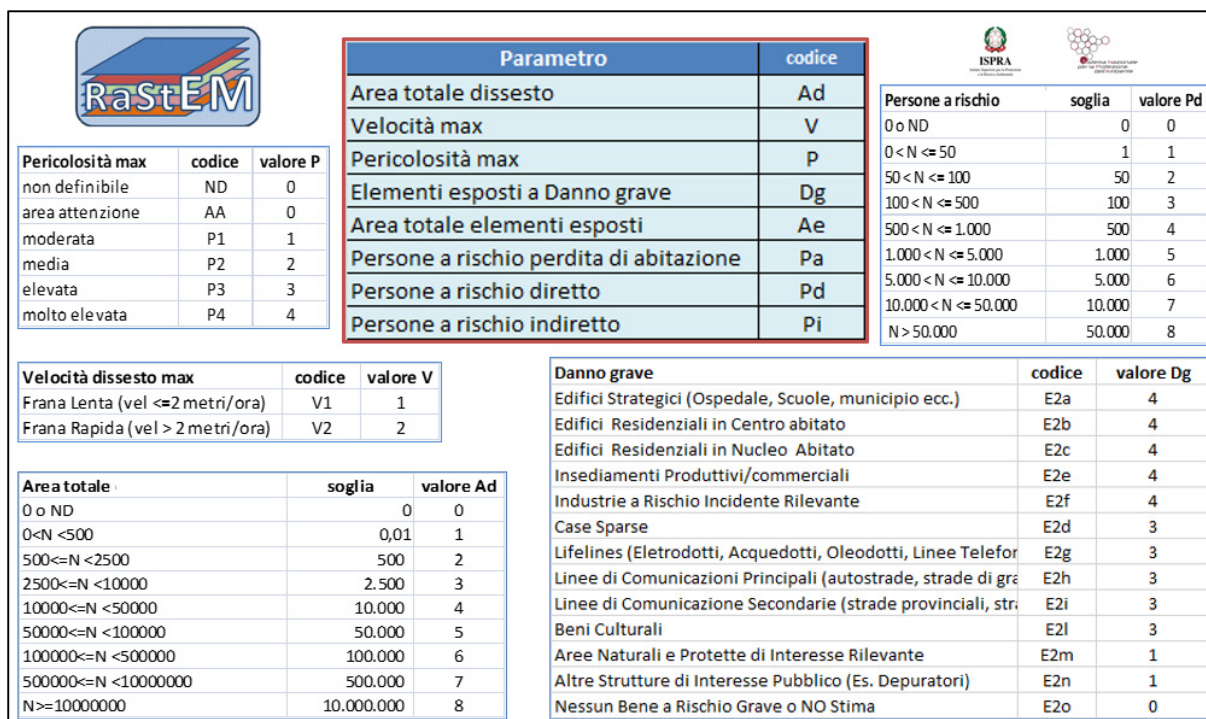 RaStEM
Parametro codice
Area totale dissesto Ad
Velocità max V
Pericolosità max P
Elementi esposti a Danno grave Dg
Area totale elementi esposti Ae
Persone a rischio perdita di abitazione Pa
Persone a rischio diretto Pd
Persone a rischio indiretto Pi
ISPRA
Persone a rischio soglia valore Pd
0 o ND 0 0
0 < N <= 50 1 1
50 < N <= 100 50 2
100 < N <= 500 100 3
500 < N <= 1.000 500 4
1.000 < N <= 5.000 1.000 5
5.000 < N <= 10.000 5.000 6
10.000 < N <= 50.000 10.000 7
N > 50.000 50.000 8
Pericolosità max codice valore P
non definibile ND 0
area attenzione AA 0
moderata P1 1
media P2 2
elevata P3 3
molto elevata P4 4
Velocità dissesto max codice valore V
Frana Lenta (vel <=2 metri/ora) V1 1
Frana Rapida (vel > 2 metri/ora) V2 2
Area totale soglia valore Ad
0 o ND 0 0
0<N <500 0,01 1
500<=N <2500 500 2
2500<=N <10000 2.500 3
10000<=N <50000 10.000 4
50000<=N <100000 50.000 5
100000<=N <500000 100.000 6
500000<=N <10000000 500.000 7
N>=10000000 10.000.000 8
Danno grave codice valore Dg
Edifici Strategici (Ospedale, Scuole, municipio ecc.) E2a 4
Edifici Residenziali in Centro abitato E2b 4
Edifici Residenziali in Nucleo Abitato E2c 4
Insediamenti Produttivi/commerciali E2e 4
Industrie a Rischio Incidente Rilevante E2f 4
Case Sparse E2d 3
Lifelines (Eletrodotti, Acquedotti, Oleodotti, Linee Telefor E2g 3
Linee di Comunicazioni Principali (autostrade, strade di gra E2h 3
Linee di Comunicazione Secondarie (strade provinciali, stra E2i 3
Beni Culturali E2l 3
Aree Naturali e Protette di Interesse Rilevante E2m 1
Altre Strutture di Interesse Pubblico (Es. Depuratori) E2n 1
Nessun Bene a Rischio Grave o NO Stima E2o 0